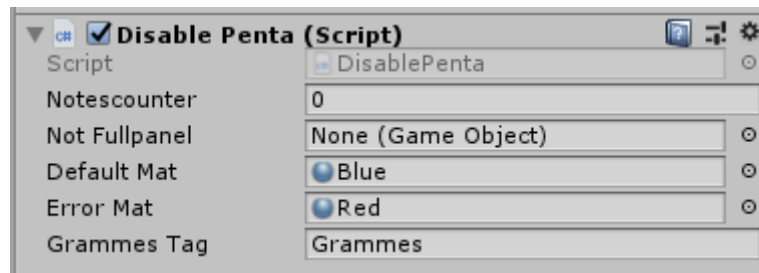 Disable Penta (Script)
Script DisablePenta
Notescounter 0
Not Fullpanel None (Game Object)
Default Mat Blue
Error Mat Red
Grammes Tag Grammes